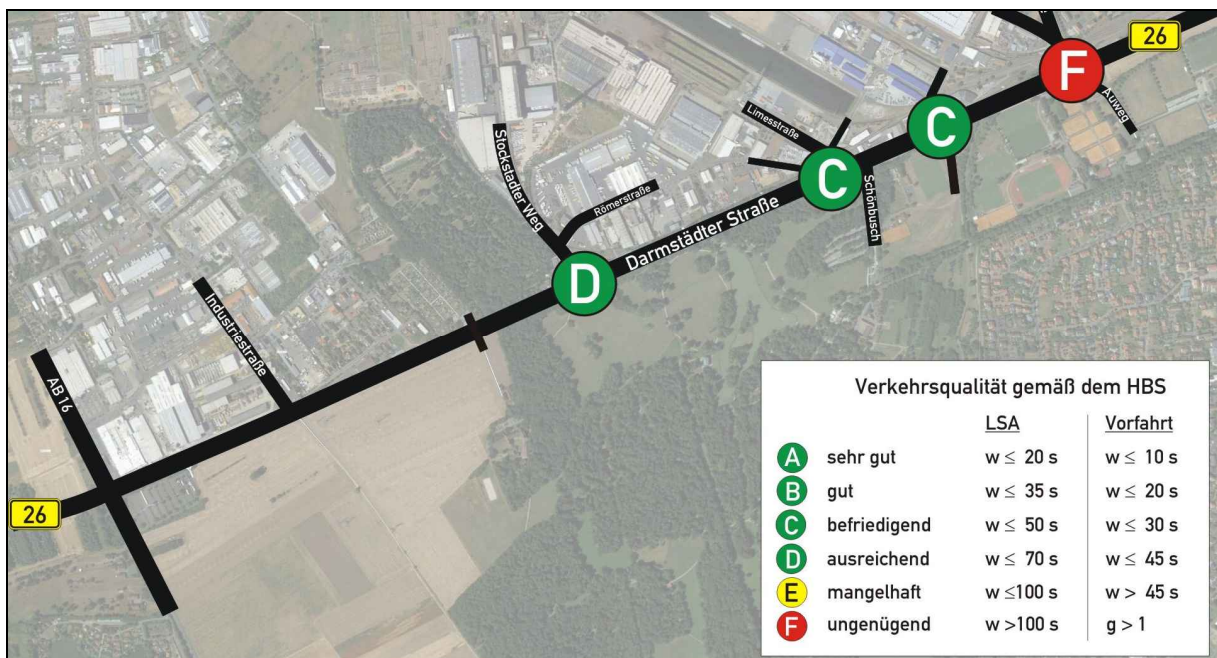 26
F
Auweg
C
Limesstraße
C
Schönbusch
Stockstadter Weg
Römerstraße
Darmstädter Straße
D
Industriestraße
AB 16
26
Verkehrsqualität gemäß dem HBS
LSA Vorfahrt
A sehr gut w ≤ 20 s w ≤ 10 s
B gut w ≤ 35 s w ≤ 20 s
C befriedigend w ≤ 50 s w ≤ 30 s
D ausreichend w ≤ 70 s w ≤ 45 s
E mangelhaft w ≤100 s w > 45 s
F ungenügend w >100 s g > 1